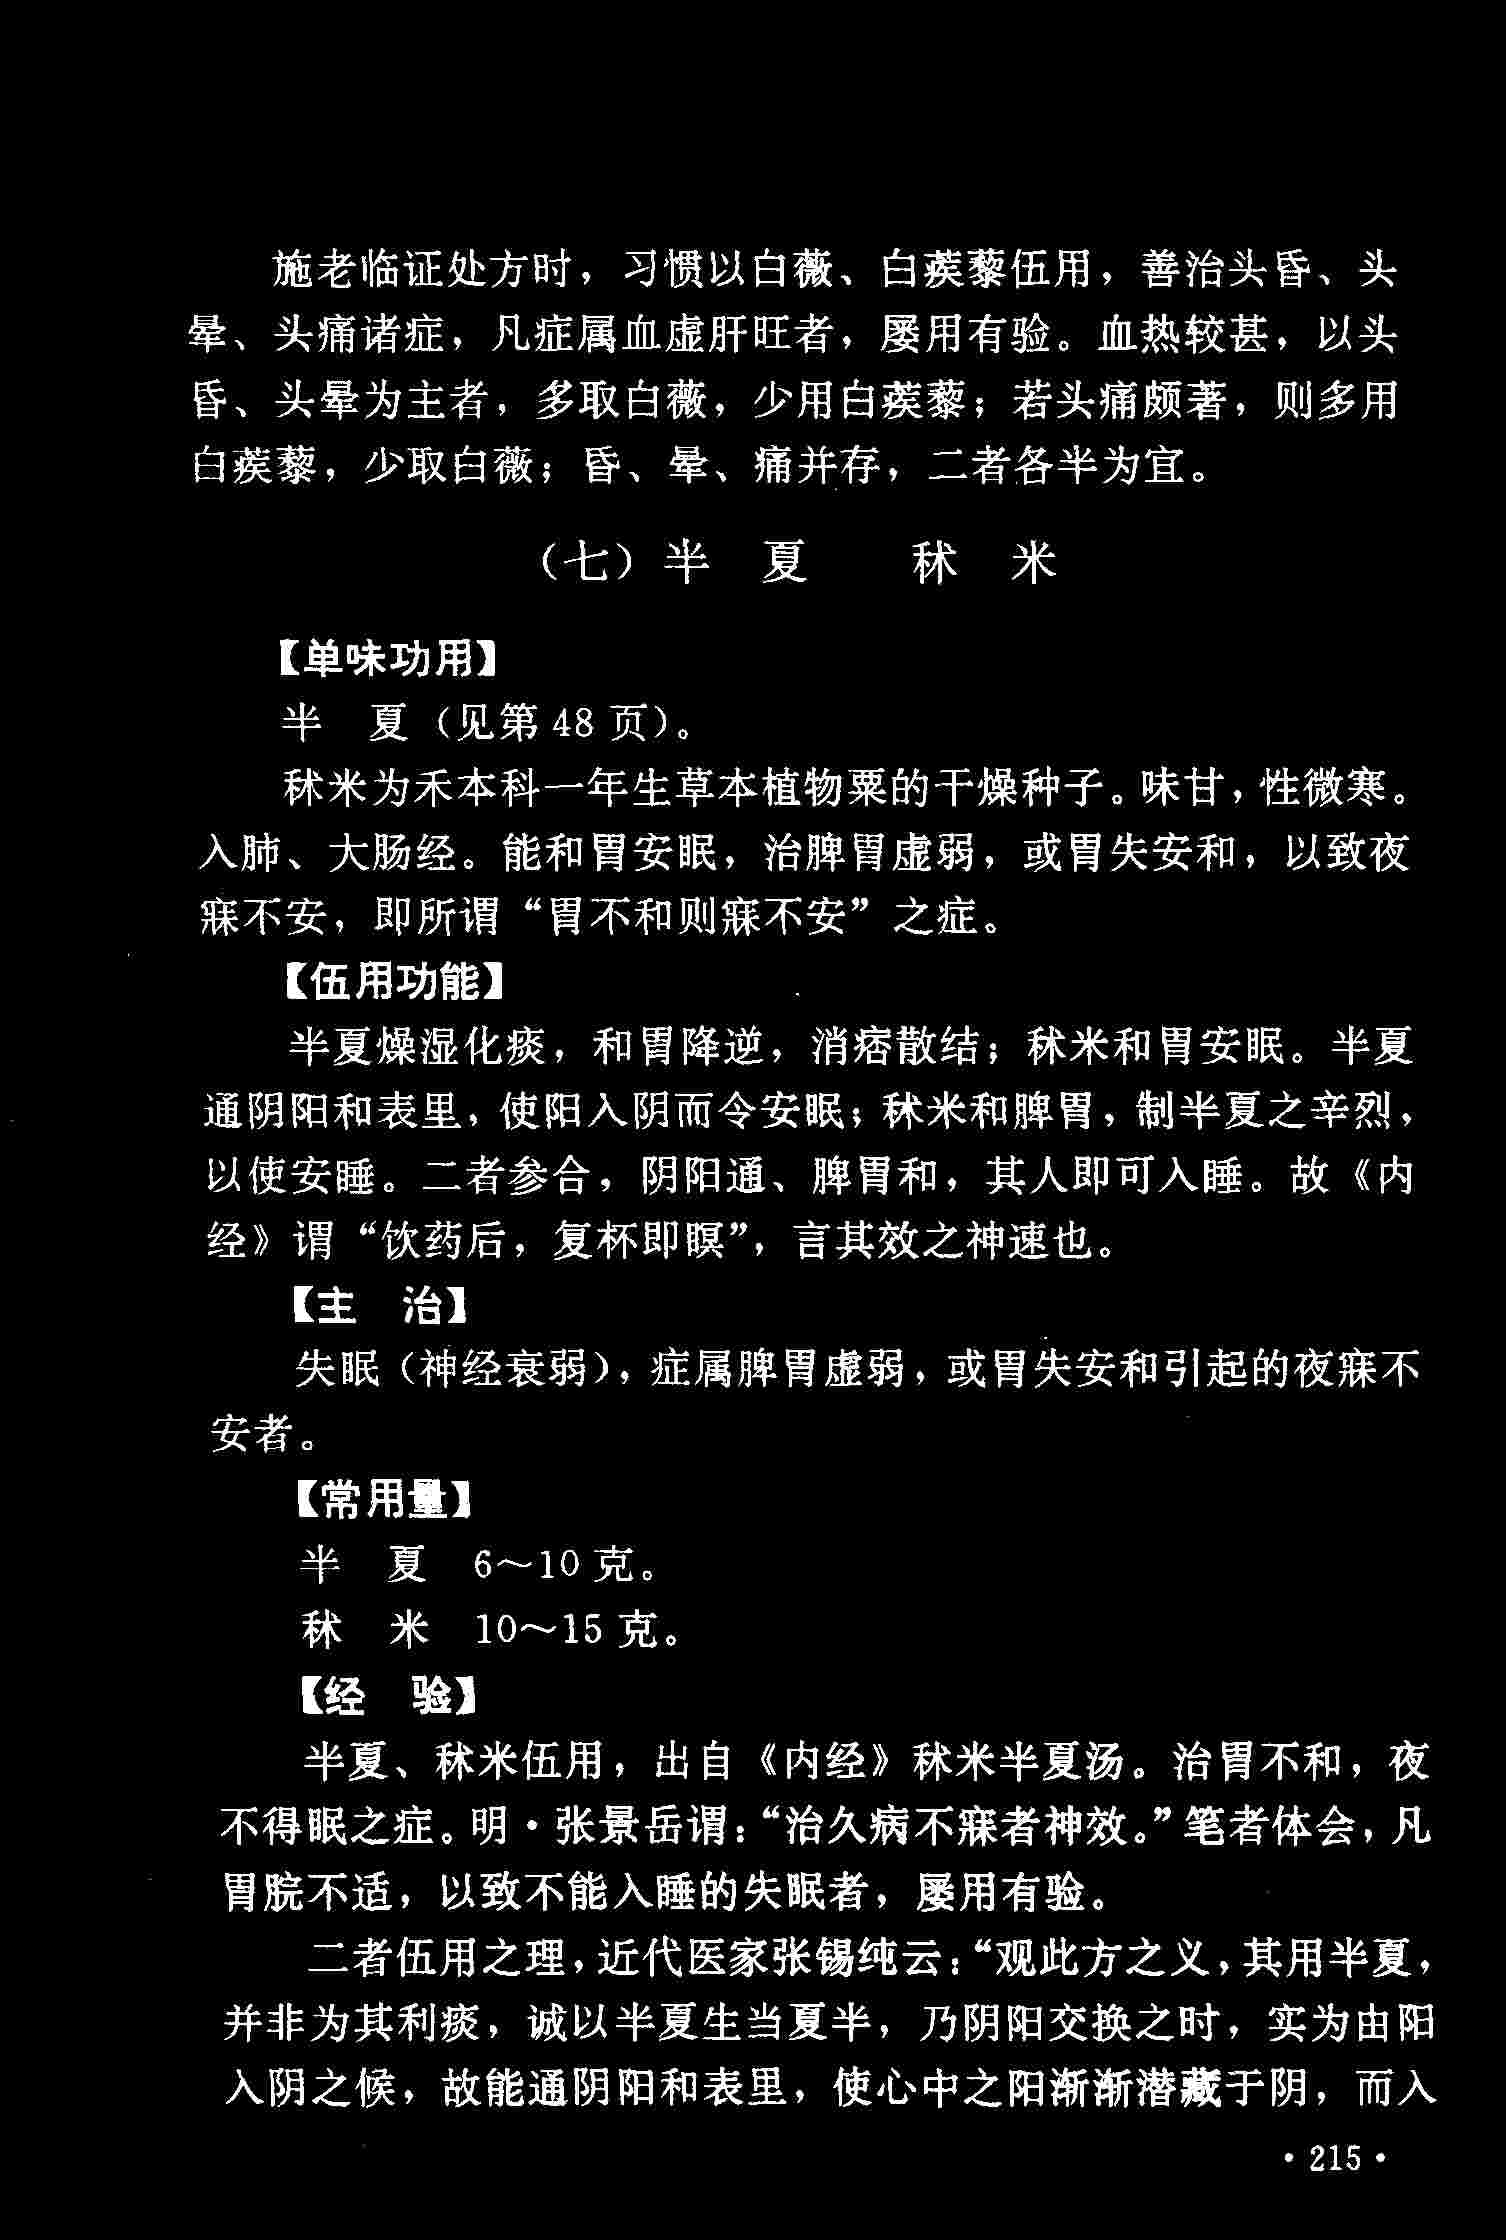 施老临证处方时，习惯以白薇、白蒺藜伍用，善治头昏、头
晕、头痛诸症，凡症属血虚肝旺者，屡用有验。血热较甚，以头
昏、头晕为主者，多取白薇，少用白蒺藜；若头痛颇著，则多用
白蒺藜，少取白薇；昏、晕、痛并存，二者各半为宜。
（七）半　夏　　秫　米
【单味功用】
半　夏（见第 48 页）。
秫米为禾本科一年生草本植物粟的干燥种子。味甘，性微寒。
入肺、大肠经。能和胃安眠，治脾胃虚弱，或胃失安和，以致夜
寐不安，即所谓“胃不和则寐不安”之症。
【伍用功能】
半夏燥湿化痰，和胃降逆，消痞散结；秫米和胃安眠。半夏
通阴阳和表里，使阳入阴而令安眠；秫米和脾胃，制半夏之辛烈，
以使安睡。二者参合，阴阳通、脾胃和，其人即可入睡。故《内
经》谓“饮药后，复杯即瞑”，言其效之神速也。
【主　治】
失眠（神经衰弱），症属脾胃虚弱，或胃失安和引起的夜寐不
安者。
【常用量】
半　夏　6～10 克。
秫　米　10～15 克。
【经　验】
半夏、秫米伍用，出自《内经》秫米半夏汤。治胃不和，夜
不得眠之症。明·张景岳谓：“治久病不寐者神效。”笔者体会，凡
胃脘不适，以致不能入睡的失眠者，屡用有验。
二者伍用之理，近代医家张锡纯云：“观此方之义，其用半夏，
并非为其利痰，诚以半夏生当夏半，乃阴阳交换之时，实为由阳
入阴之候，故能通阴阳和表里，使心中之阳渐渐潜藏于阴，而入
·215·